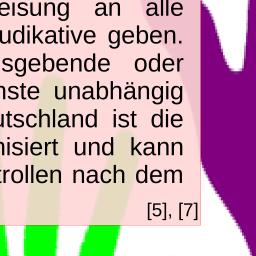 eisung an alle
udikative geben.
sgebende oder
nste unabhängig
utschland ist die
nisiert und kann
trollen nach dem
[5], [7]